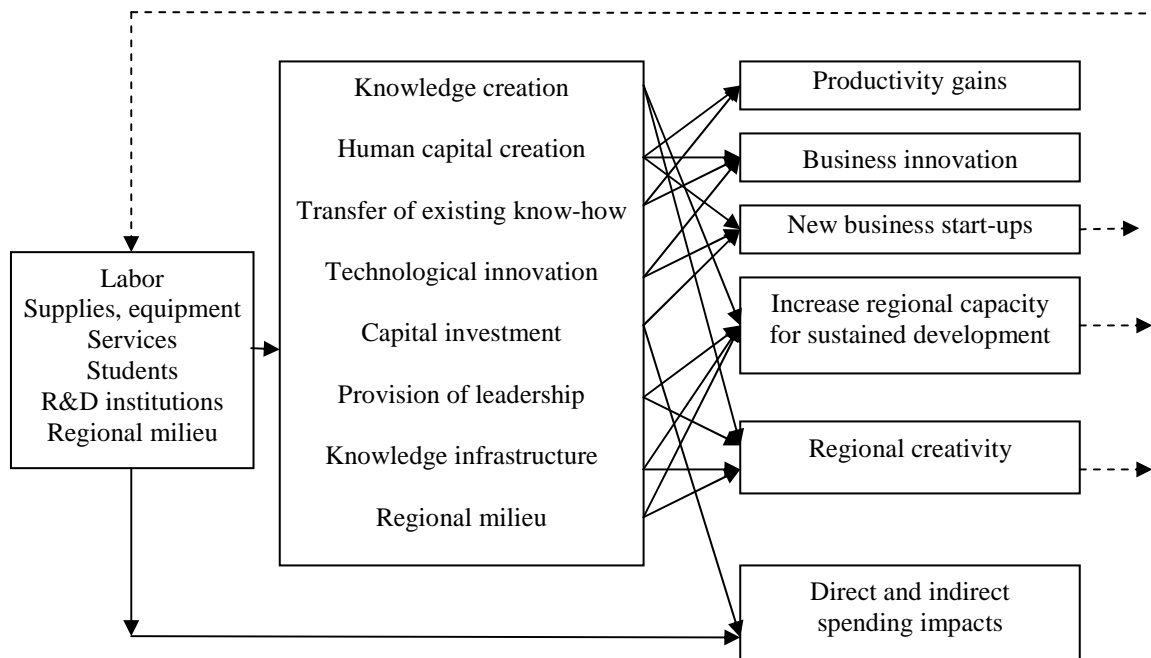 Labor
Supplies, equipment
Services
Students
R&D institutions
Regional milieu
Knowledge creation
Human capital creation
Transfer of existing know-how
Technological innovation
Capital investment
Provision of leadership
Knowledge infrastructure
Regional milieu
Productivity gains
Business innovation
New business start-ups
Increase regional capacity
for sustained development
Regional creativity
Direct and indirect
spending impacts